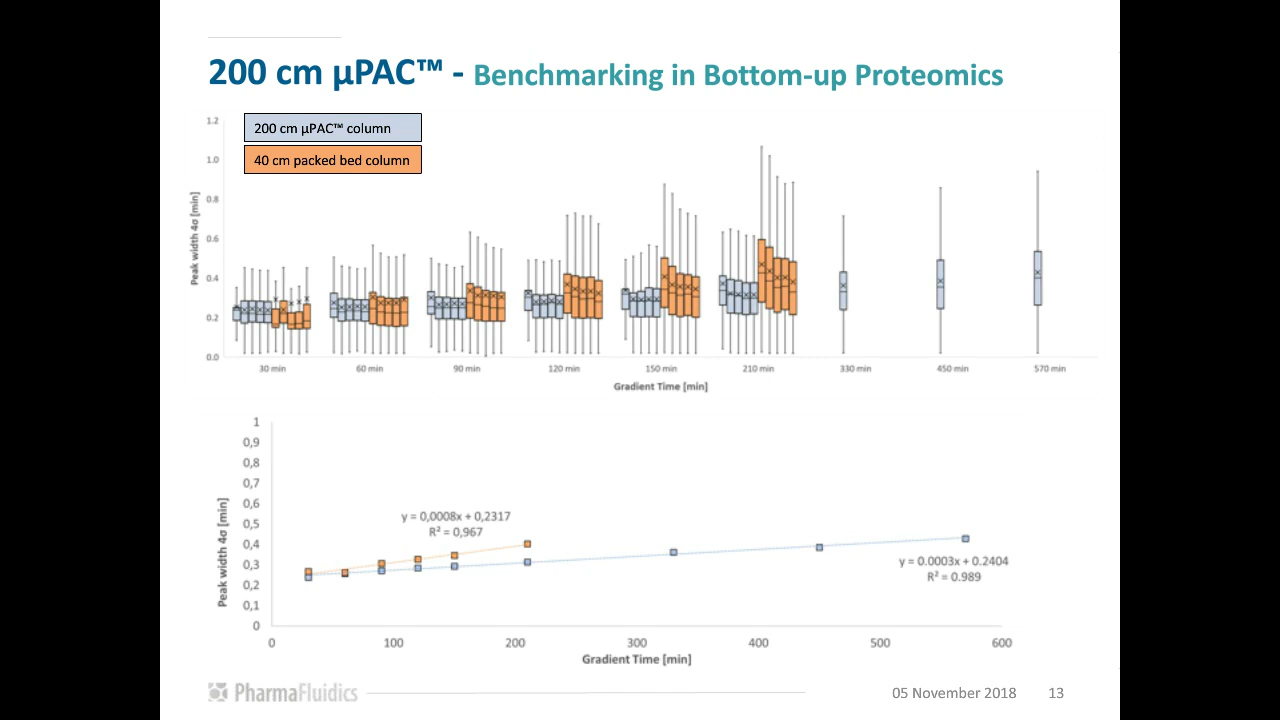 200 cm µPAC™ - Benchmarking in Bottom-up Proteomics
200 cm µPAC™ column
40 cm packed bed column
1.2
1.0
0.8
0.6
0.4
0.2
0.0
Peak width 4σ [min]
30 min 60 min 90 min 120 min 150 min 210 min 330 min 450 min 570 min
Gradient Time [min]
1
0,9
0,8
0,7
0,6
0,5
0,4
0,3
0,2
0,1
0
Peak width 4σ [min]
y = 0,0008x + 0,2317
R² = 0,967
y = 0.0003x + 0.2404
R² = 0.989
0 100 200 300 400 500 600
Gradient Time [min]
PharmaFluidics
05 November 2018 13